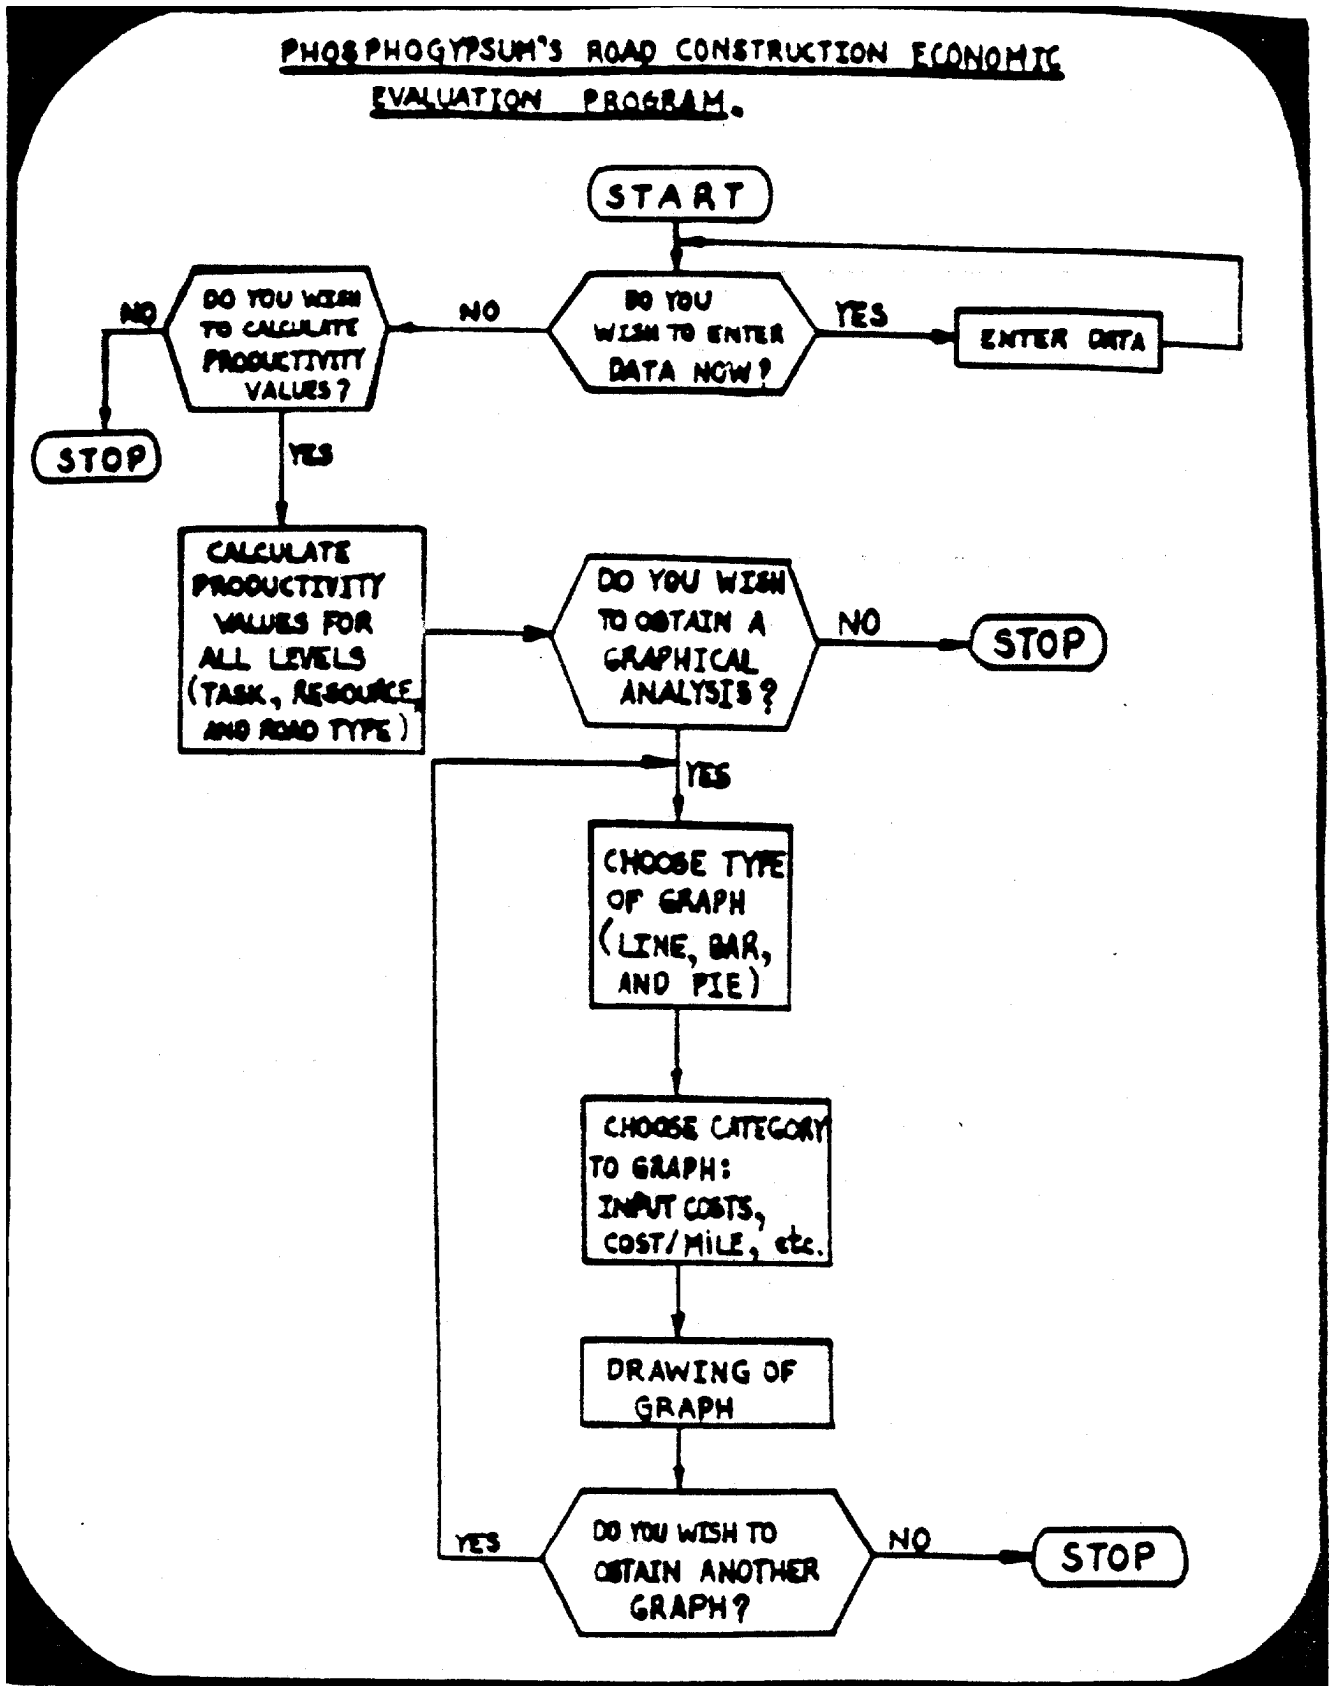 PHOSPHOGYPSUM'S ROAD CONSTRUCTION ECONOMIC
EVALUATION PROGRAM.
START
DO YOU
WISH TO ENTER
DATA NOW?
YES
ENTER DATA
NO
DO YOU WISH
TO CALCULATE
PRODUCTIVITY
VALUES?
NO
STOP
YES
CALCULATE
PRODUCTIVITY
VALUES FOR
ALL LEVELS
(TASK, RESOURCE,
AND ROAD TYPE)
DO YOU WISH
TO OBTAIN A
GRAPHICAL
ANALYSIS?
NO
STOP
YES
CHOOSE TYPE
OF GRAPH
(LINE, BAR,
AND PIE)
CHOOSE CATEGORY
TO GRAPH:
INPUT COSTS,
COST/MiLE, etc.
DRAWING OF
GRAPH
DO YOU WISH TO
OBTAIN ANOTHER
GRAPH?
YES
NO
STOP